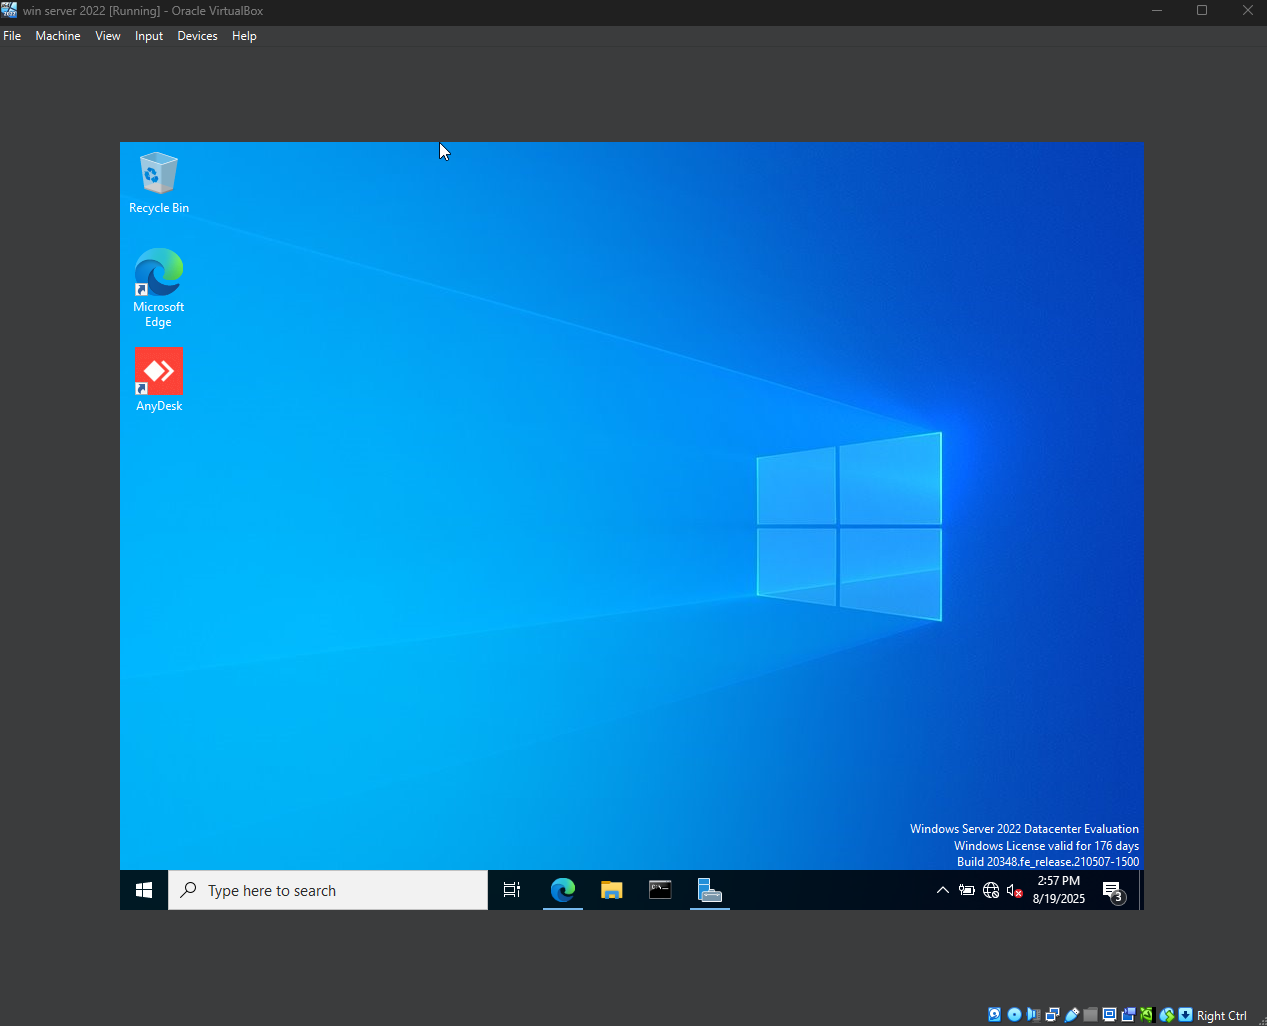 win server 2022 [Running] - Oracle VirtualBox
File Machine View Input Devices Help
Recycle Bin
Microsoft
Edge
AnyDesk
Windows Server 2022 Datacenter Evaluation
Windows License valid for 176 days
Build 20348.fe_release.210507-1500
Type here to search
2:57 PM
8/19/2025
3
Right Ctrl